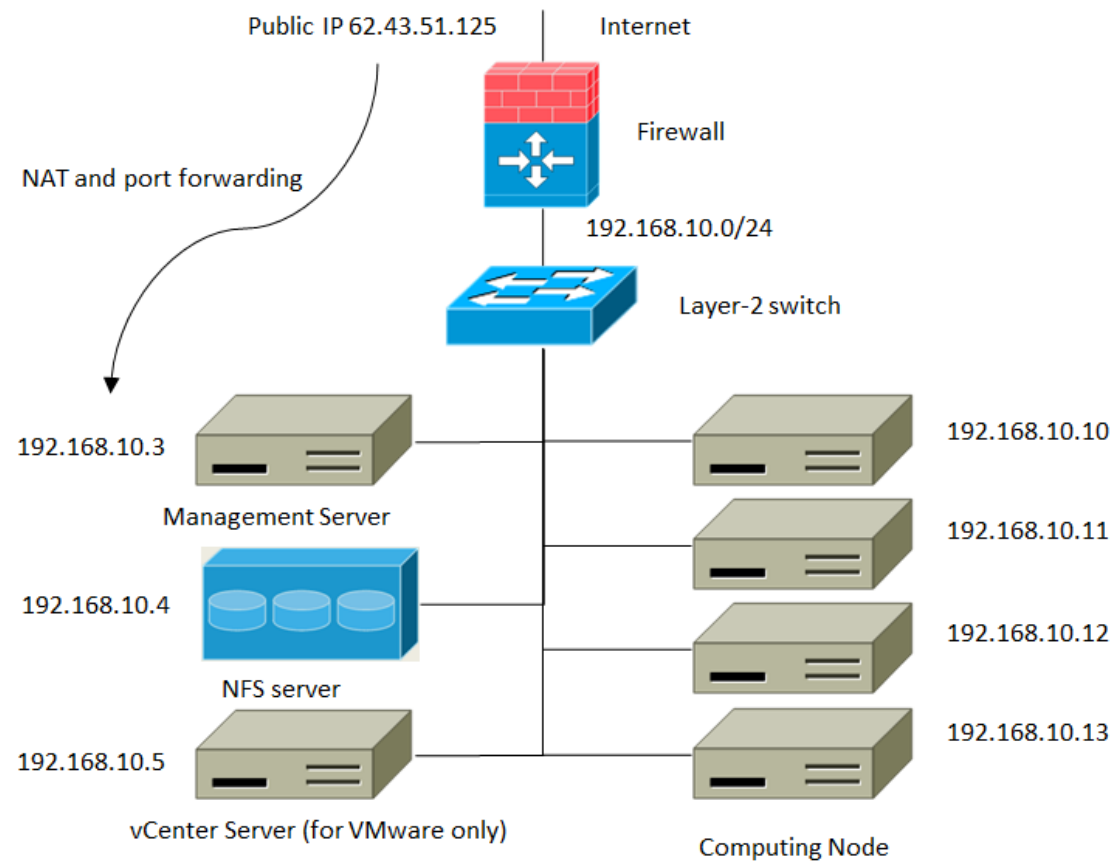 Public IP 62.43.51.125
Internet
Firewall
NAT and port forwarding
192.168.10.0/24
Layer-2 switch
192.168.10.3
Management Server
192.168.10.4
NFS server
192.168.10.5
vCenter Server (for VMware only)
192.168.10.10
192.168.10.11
192.168.10.12
192.168.10.13
Computing Node